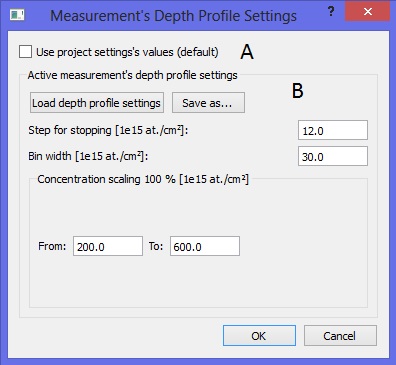 Measurement's Depth Profile Settings ? ×
Use project settings's values (default) A
Active measurement's depth profile settings
Load depth profile settings Save as... B
Step for stopping [1e15 at./cm²]: 12.0
Bin width [1e15 at./cm²]: 30.0
Concentration scaling 100 % [1e15 at./cm²]
From: 200.0 To: 600.0
OK Cancel